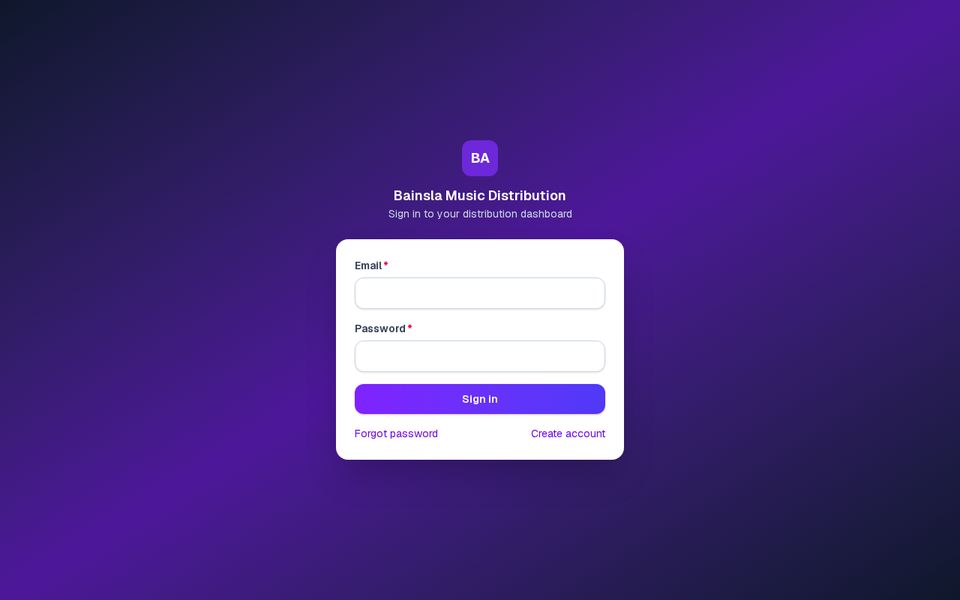 BA
Bainsla Music Distribution
Sign in to your distribution dashboard
Email *
Password *
Sign in
Forgot password
Create account